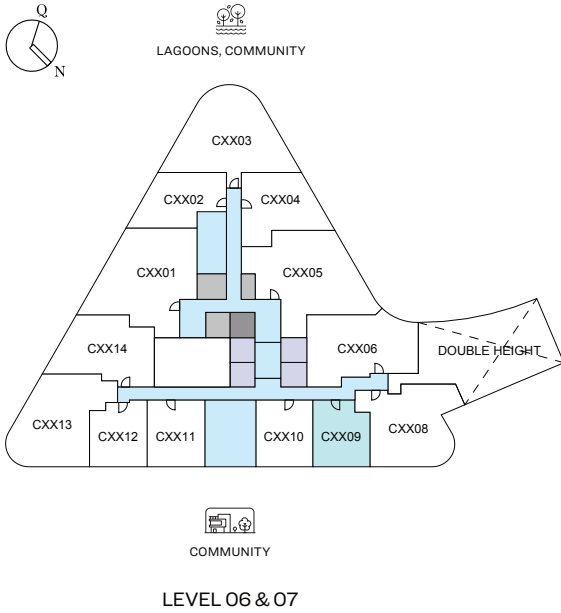 Q
N
LAGOONS, COMMUNITY
CXX03
CXX02
CXX04
CXX01
CXX05
CXX14
CXX06
DOUBLE HEIGHT
CXX13
CXX12
CXX11
CXX10
CXX09
CXX08
COMMUNITY
LEVEL 06 & 07